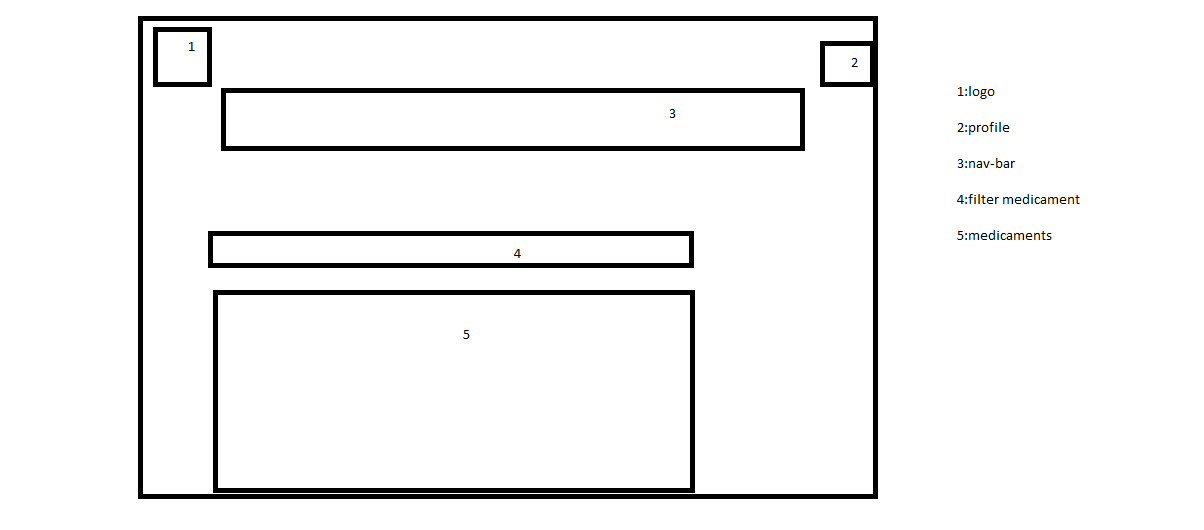 1
2
3
1:logo
2:profile
3:nav-bar
4:filter medicament
5:medicaments
4
5